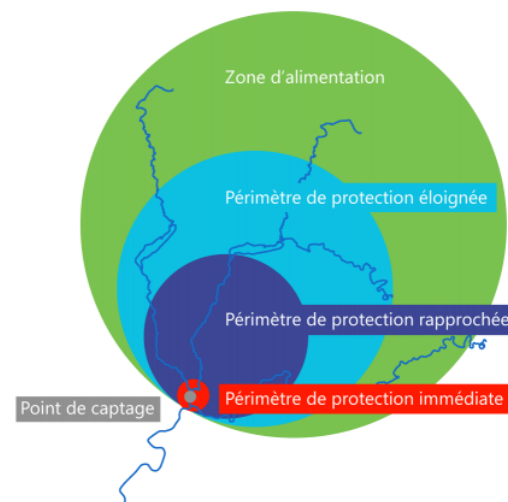 Zone d'alimentation
Périmètre de protection éloignée
Périmètre de protection rapprochée
Périmètre de protection immédiate
Point de captage